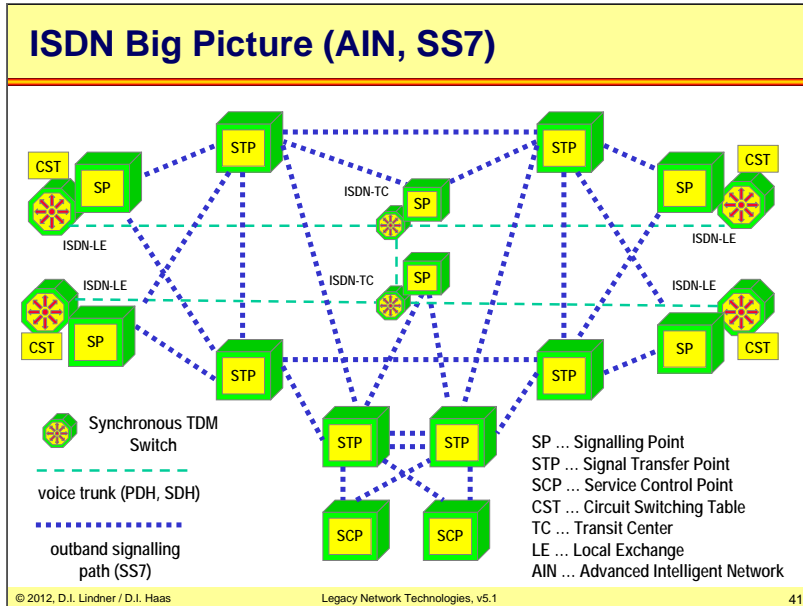 ISDN Big Picture (AIN, SS7)
STP
STP
CST
CST
SP
SP
ISDN-TC
SP
ISDN-LE
ISDN-LE
ISDN-LE
ISDN-TC
SP
ISDN-LE
CST
SP
SP
CST
STP
STP
Synchronous TDM
Switch
STP
STP
voice trunk (PDH, SDH)
SCP
SCP
outband signalling
path (SS7)
SP ... Signalling Point
STP ... Signal Transfer Point
SCP ... Service Control Point
CST ... Circuit Switching Table
TC ... Transit Center
LE ... Local Exchange
AIN ... Advanced Intelligent Network
© 2012, D.I. Lindner / D.I. Haas
Legacy Network Technologies, v5.1
41